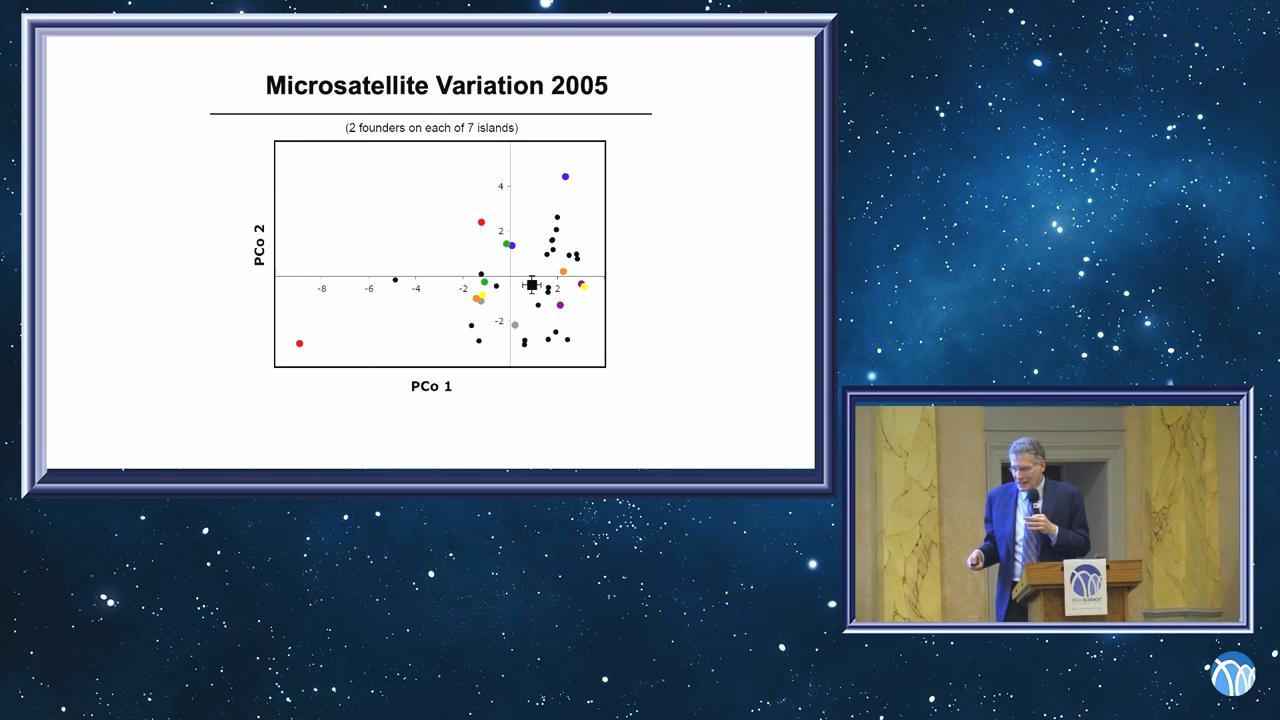 Microsatellite Variation 2005
(2 founders on each of 7 islands)
4
2
-8
-6
-4
-2
2
-2
PCo 2
PCo 1